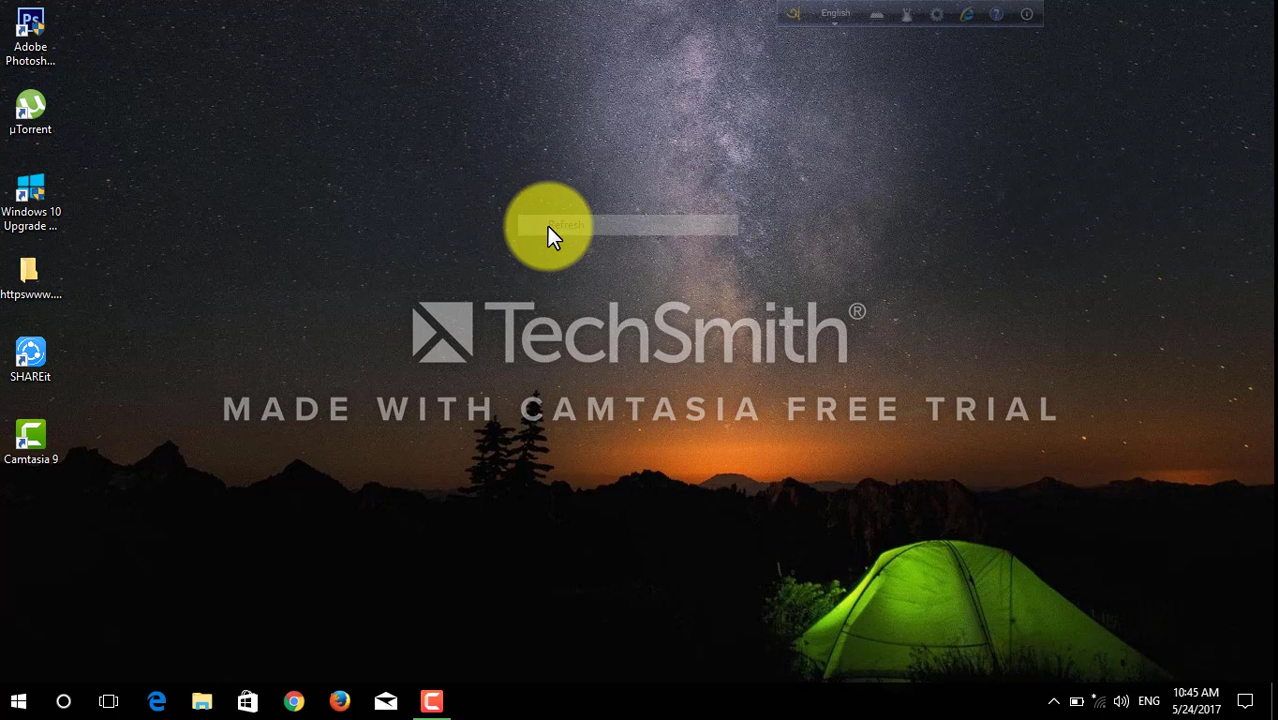 Adobe
Photosh...
µTorrent
Windows 10
Upgrade ...
httpswww....
SHAREit
Camtasia 9
English
Refresh
TechSmith®
MADE WITH CAMTASIA FREE TRIAL
ENG
10:45 AM
5/24/2017